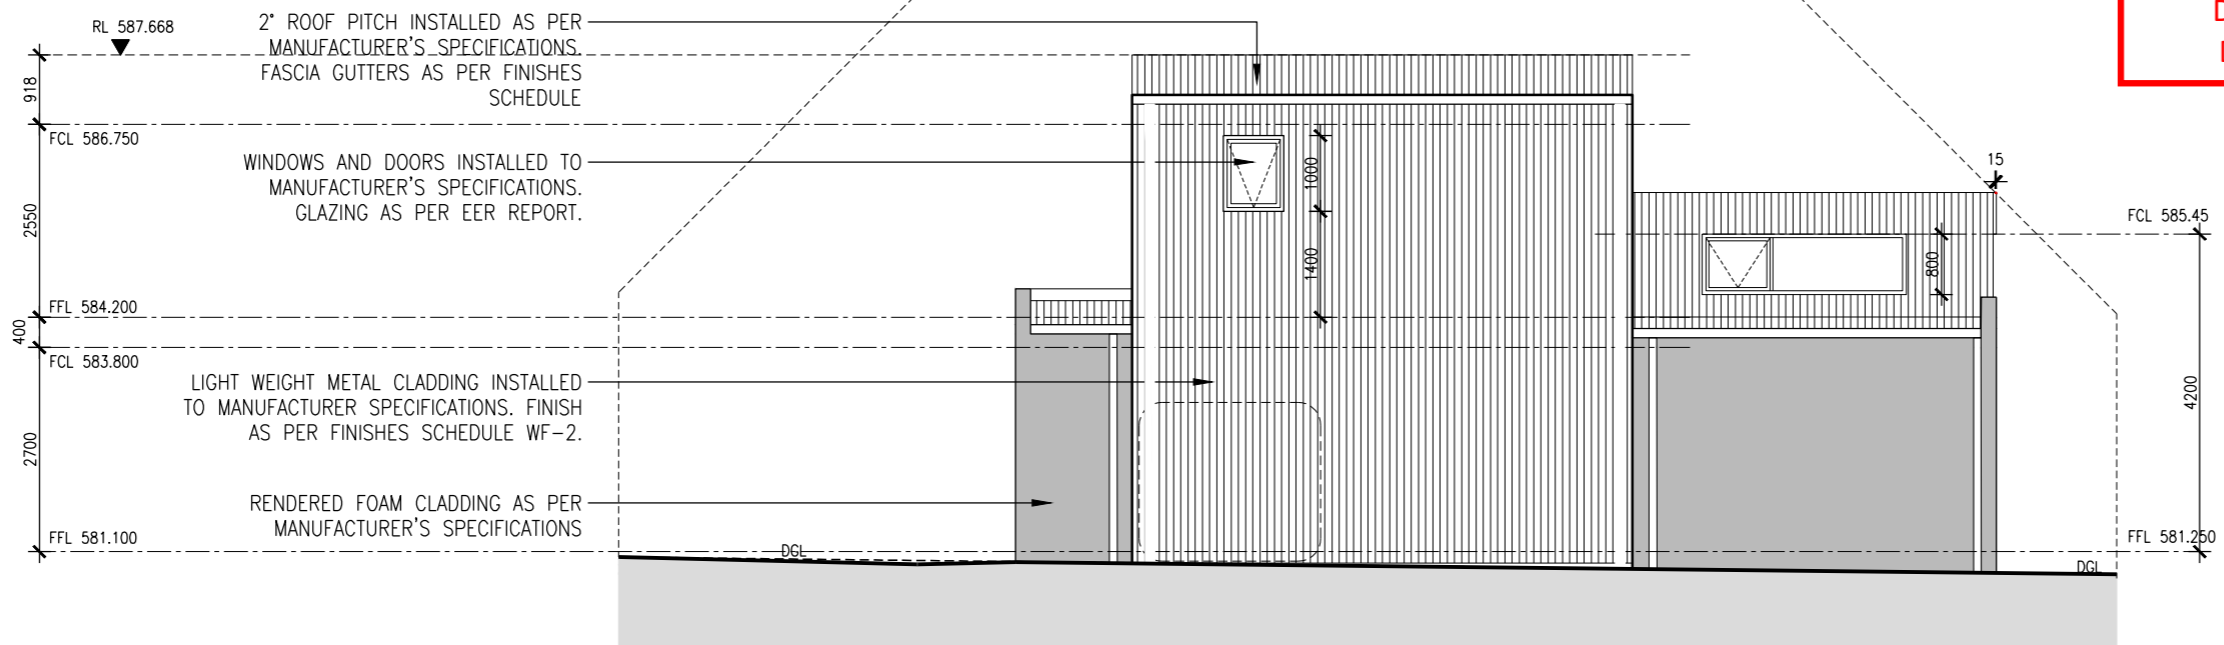 RL 587.668
2° ROOF PITCH INSTALLED AS PER
MANUFACTURER'S SPECIFICATIONS.
FASCIA GUTTERS AS PER FINISHES
SCHEDULE
918
FCL 586.750
WINDOWS AND DOORS INSTALLED TO
MANUFACTURER'S SPECIFICATIONS.
GLAZING AS PER EER REPORT.
2550
1000
1400
15
FCL 585.45
800
FFL 584.200
400
FCL 583.800
LIGHT WEIGHT METAL CLADDING INSTALLED
TO MANUFACTURER SPECIFICATIONS. FINISH
AS PER FINISHES SCHEDULE WF-2.
4200
2700
RENDERED FOAM CLADDING AS PER
MANUFACTURER'S SPECIFICATIONS
FFL 581.100
DGL
FFL 581.250
DGL